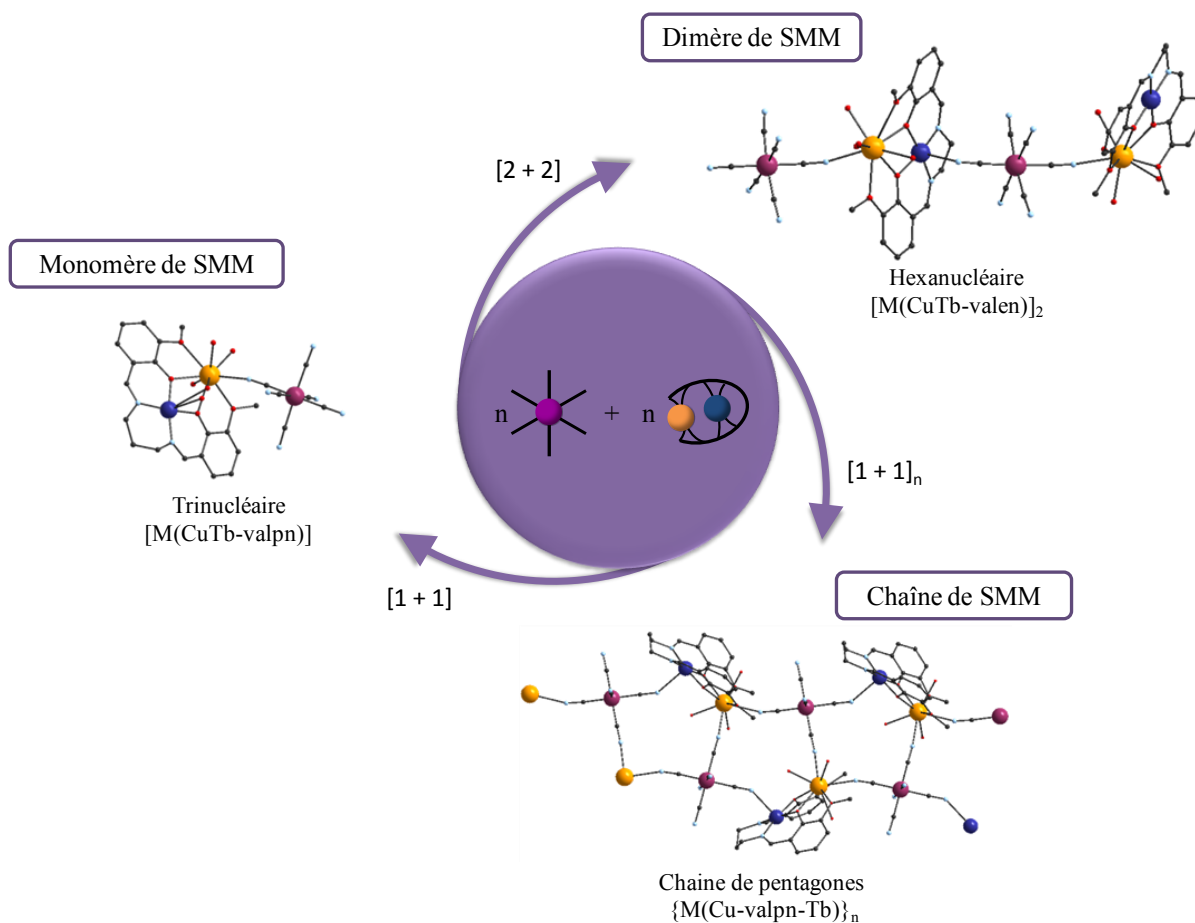 Dimère de SMM
[2 + 2]
Hexanucléaire
[M(CuTb-valen)]2
Monomère de SMM
Trinucléaire
[M(CuTb-valpn)]
n + n
[1 + 1]n
[1 + 1]
Chaîne de SMM
Chaine de pentagones
{M(Cu-valpn-Tb)}n